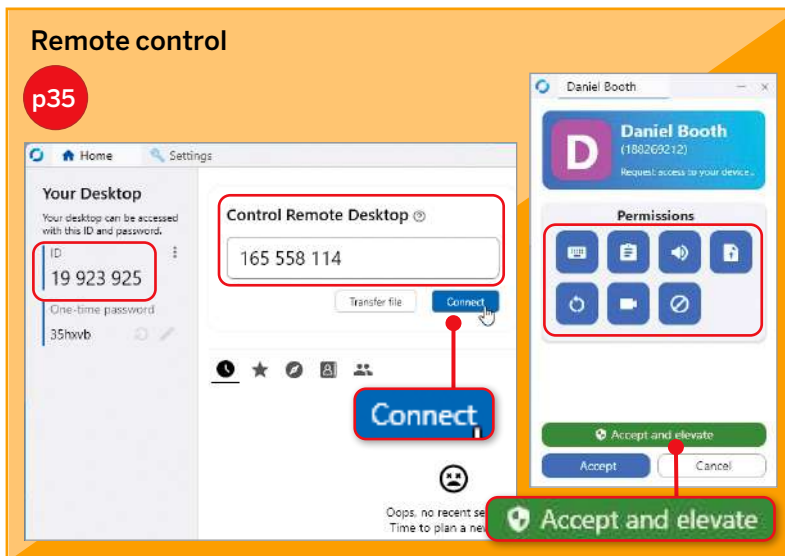 Remote control
p35
Home
Settings
Your Desktop
Your desktop can be accessed
with this ID and password.
ID
19 923 925
One-time password
35hxvb
Control Remote Desktop
165 558 114
Transfer file
Connect
Connect
Oops, no recent se
Time to plan a ne
Daniel Booth
D
Daniel Booth
(188269212)
Request access to your device.
Permissions
Accept and elevate
Accept
Cancel
Accept and elevate